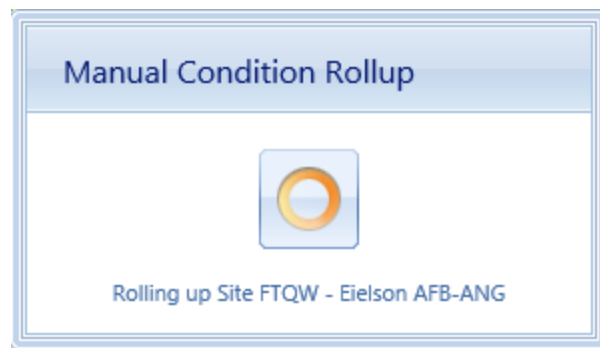 Manual Condition Rollup
Rolling up Site FTQW - Eielson AFB-ANG